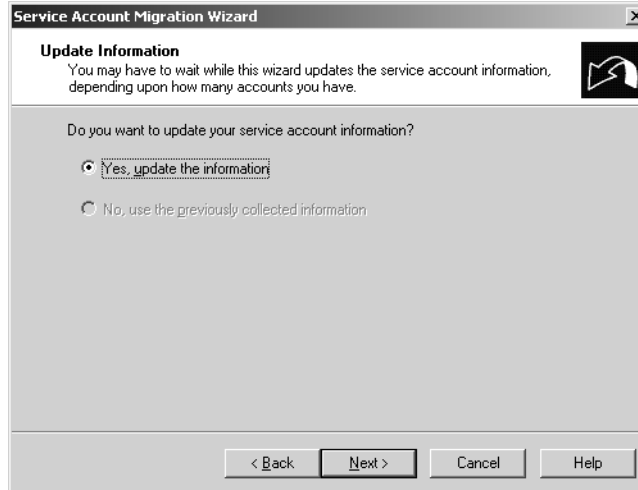 Service Account Migration Wizard
Update Information
You may have to wait while this wizard updates the service account information,
depending upon how many accounts you have.
Do you want to update your service account information?
Yes, update the information
No, use the previously collected information
< Back Next > Cancel Help